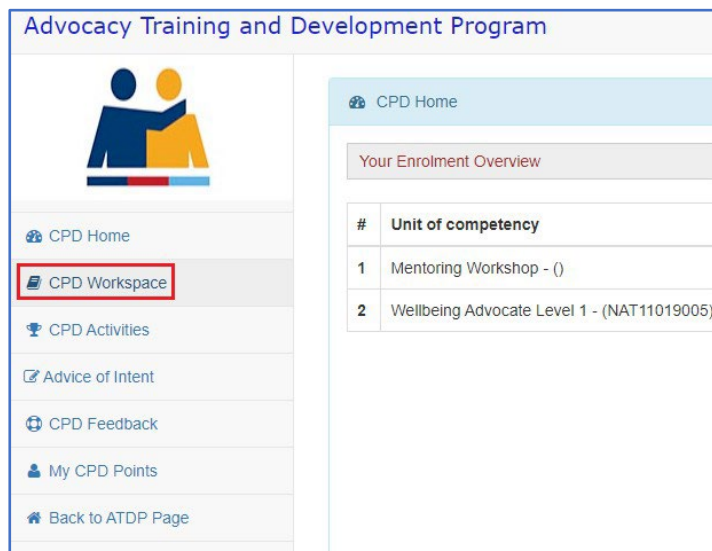 Advocacy Training and Development Program
CPD Home
CPD Workspace
CPD Activities
Advice of Intent
CPD Feedback
My CPD Points
Back to ATDP Page
CPD Home
Your Enrolment Overview
# Unit of competency
1 Mentoring Workshop - ()
2 Wellbeing Advocate Level 1 - (NAT11019005)